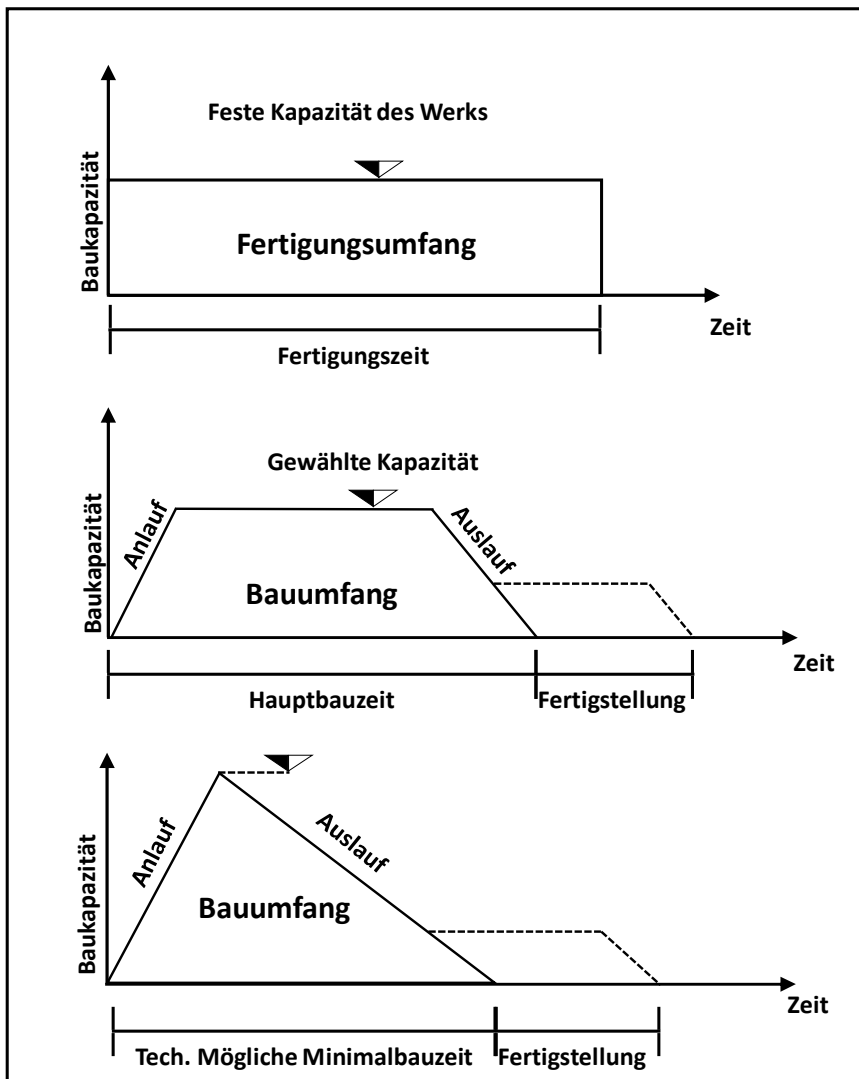 Feste Kapazität des Werks
Baukapazität
Fertigungsumfang
Zeit
Fertigungszeit
Gewählte Kapazität
Baukapazität
Anlauf
Auslauf
Bauumfang
Zeit
Hauptbauzeit
Fertigstellung
Baukapazität
Anlauf
Auslauf
Bauumfang
Zeit
Tech. Mögliche Minimalbauzeit
Fertigstellung